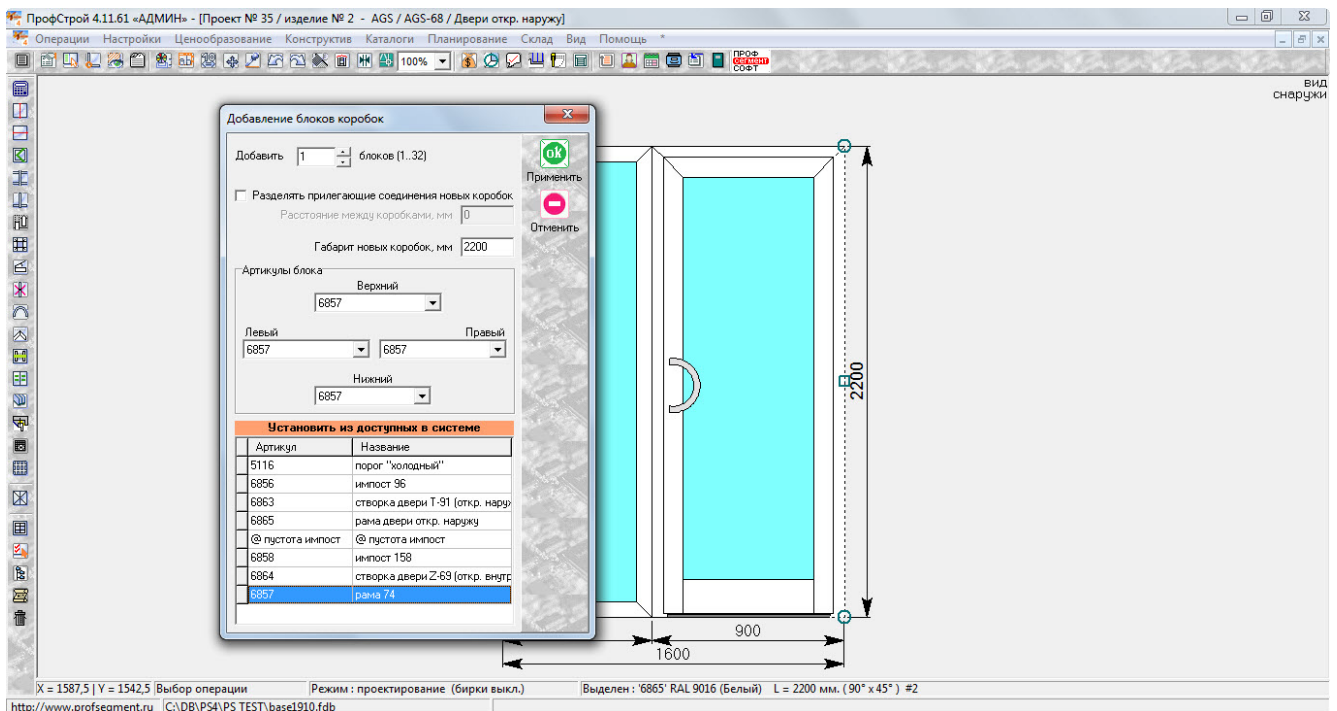 ПрофСтрой 4.11.61 «АДМИН» - [Проект № 35 / изделие № 2 - AGS / AGS-68 / Двери откр. наружу]
Операции Настройки Ценообразование Конструктив Каталоги Планирование Склад Вид Помощь *
100%
ПРОФ
СЕГМЕНТ
СОФТ
вид
снаружи
Добавление блоков коробок
Добавить 1 блоков (1..32)
ok
Применить
Разделять прилегающие соединения новых коробок
Расстояние между коробками, мм 0
Отменить
Габарит новых коробок, мм 2200
Артикулы блока
Верхний
6857
Левый Правый
6857 6857
Нижний
6857
Установить из доступных в системе
Артикул Название
5116 порог "холодный"
6856 импост 96
6863 створка двери Т-91 (откр. наруж
6865 рама двери откр. наружу
@ пустота импост @ пустота импост
6858 импост 158
6864 створка двери Z-69 (откр. внутр
6857 рама 74
2200
900
1600
X = 1587,5 | Y = 1542,5 Выбор операции Режим : проектирование (бирки выкл.) Выделен : '6865' RAL 9016 (Белый) L = 2200 мм. ( 90° x 45° ) #2
http://www.profsegment.ru C:\DB\PS4\PS TEST\base1910.fdb